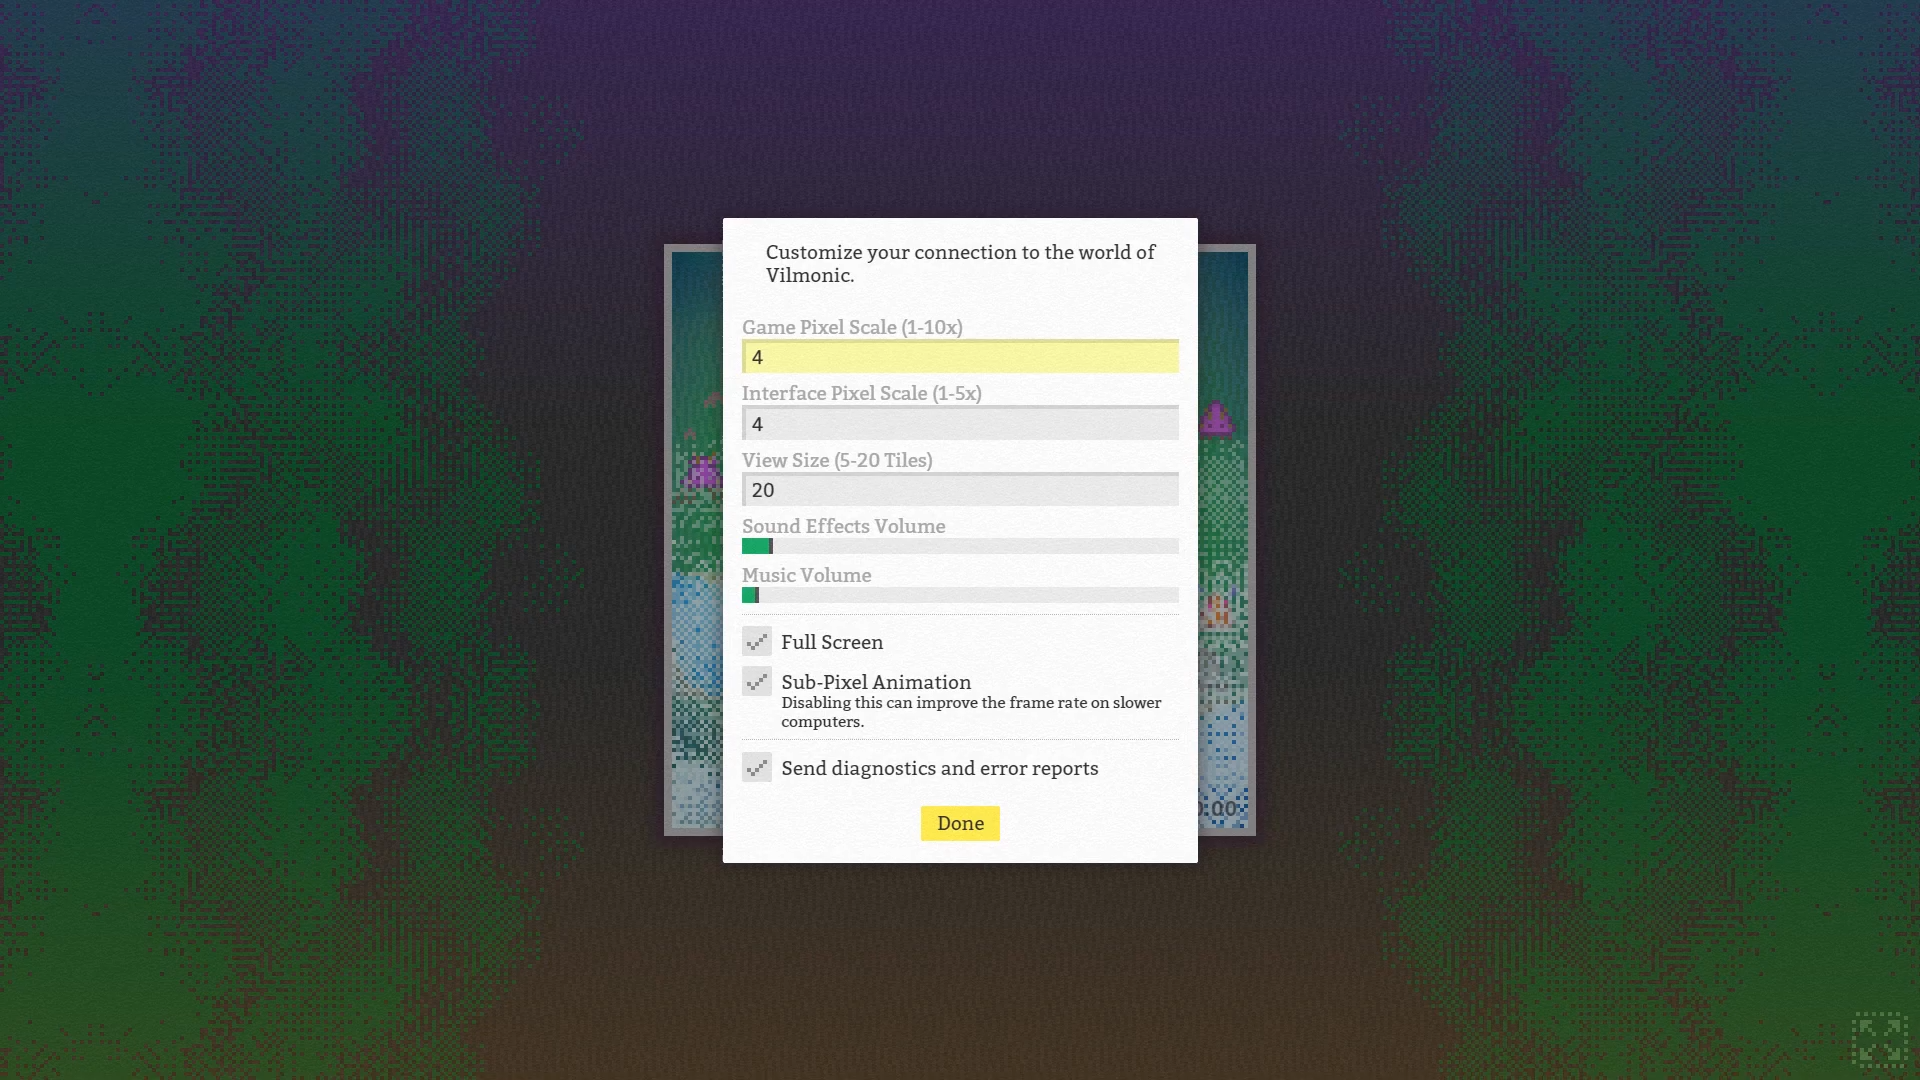 Customize your connection to the world of
Vilmonic.
Game Pixel Scale (1-10x)
4
Interface Pixel Scale (1-5x)
4
View Size (5-20 Tiles)
20
Sound Effects Volume
Music Volume
Full Screen
Sub-Pixel Animation
Disabling this can improve the frame rate on slower
computers.
Send diagnostics and error reports
Done